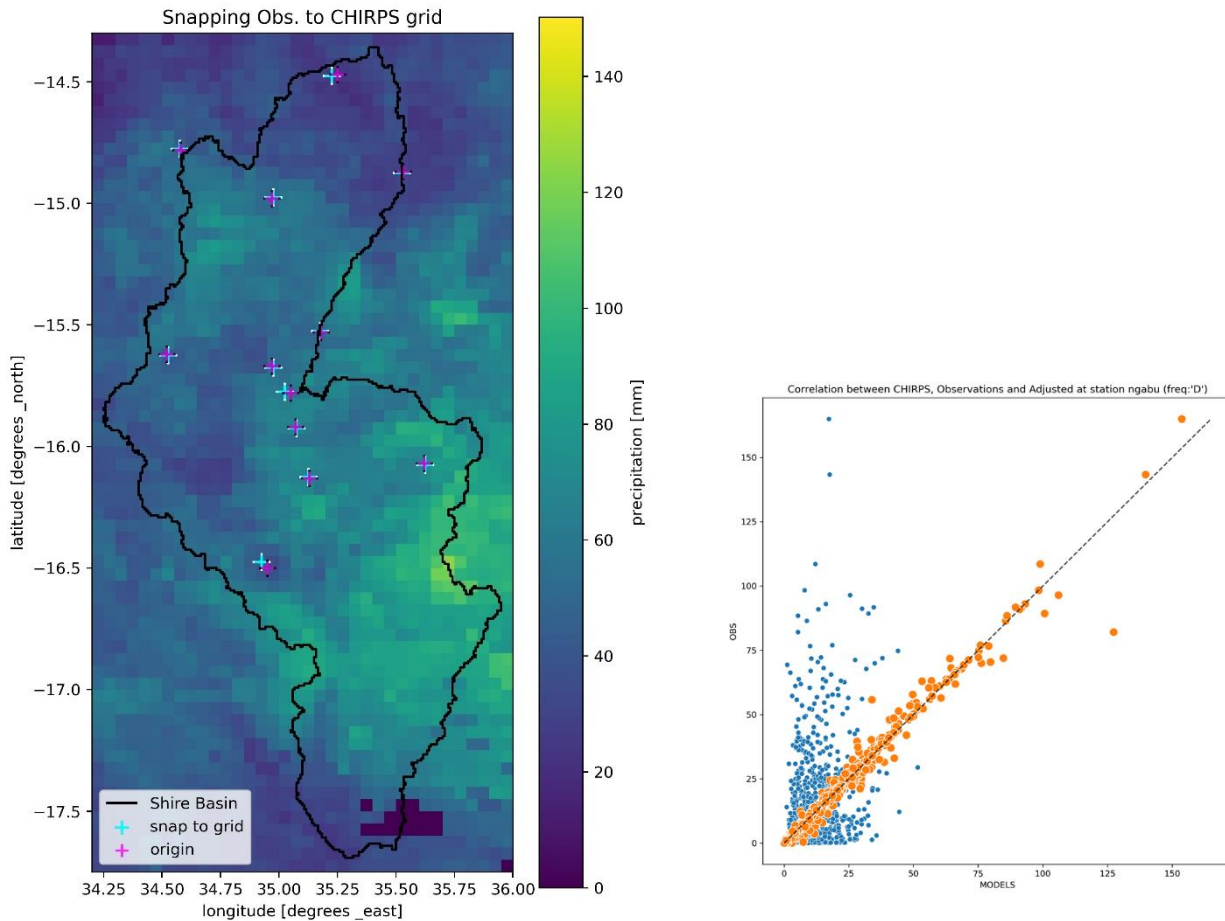 Snapping Obs. to CHIRPS grid
latitude [degrees _north]
−14.5
−15.0
−15.5
−16.0
−16.5
−17.0
−17.5
Shire Basin
snap to grid
origin
34.25 34.50 34.75 35.00 35.25 35.50 35.75 36.00
longitude [degrees _east]
140
120
100
80
60
40
20
0
precipitation [mm]
Correlation between CHIRPS, Observations and Adjusted at station ngabu (freq:'D')
OBS
150
125
100
75
50
25
0
0 25 50 75 100 125 150
MODELS